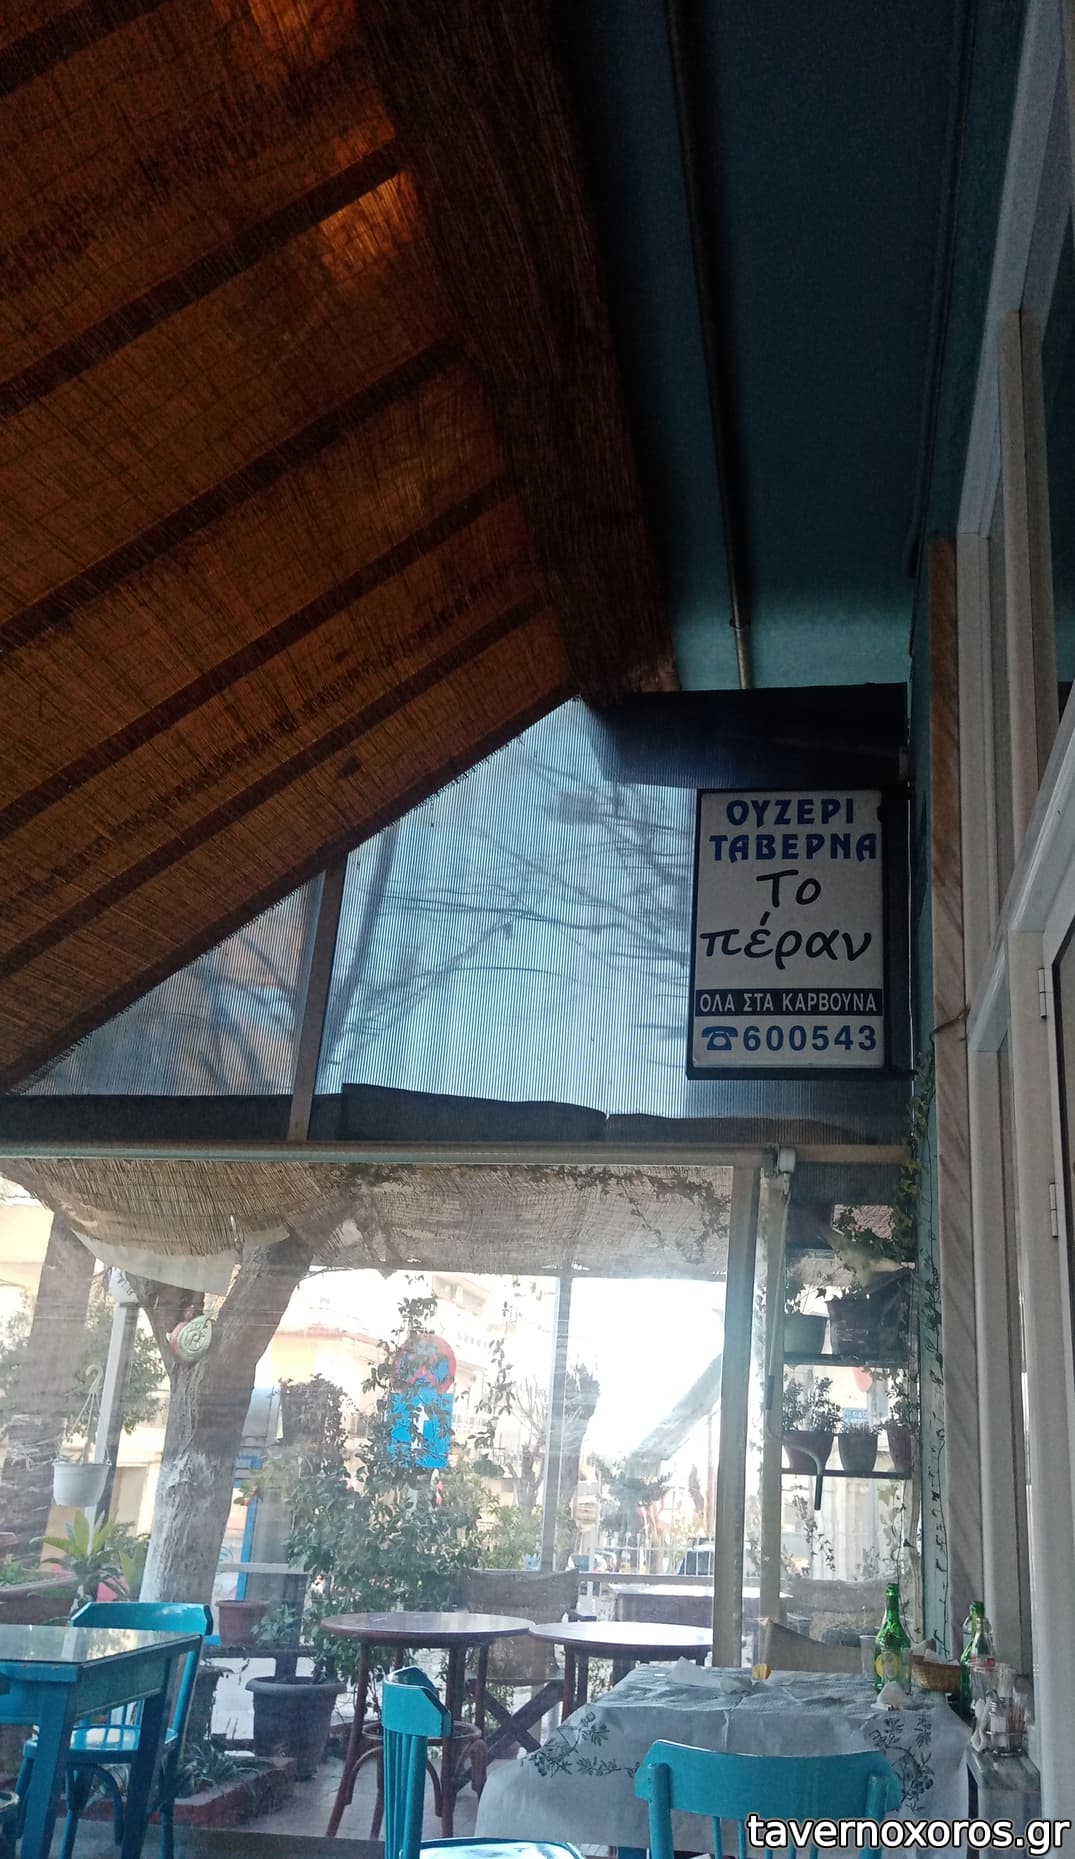 ΟΥΖΕΡΙ
ΤΑΒΕΡΝΑ
Το
πέραν
ΟΛΑ ΣΤΑ ΚΑΡΒΟΥΝΑ
☎600543
tavernoxoros.gr